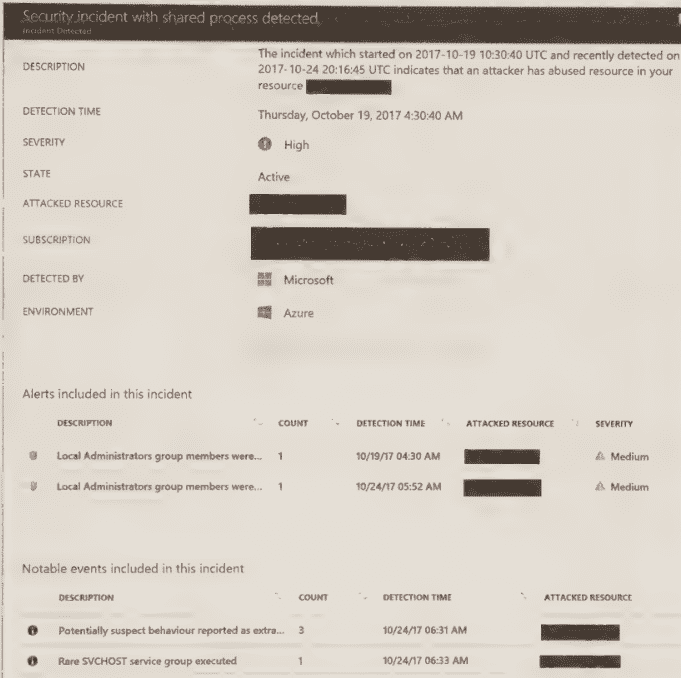 Security incident with shared process detected
Incident Detected
DESCRIPTION
The incident which started on 2017-10-19 10:30:40 UTC and recently detected on
2017-10-24 20:16:45 UTC indicates that an attacker has abused resource in your
resource
DETECTION TIME
Thursday, October 19, 2017 4:30:40 AM
SEVERITY
High
STATE
Active
ATTACKED RESOURCE
SUBSCRIPTION
DETECTED BY
Microsoft
ENVIRONMENT
Azure
Alerts included in this incident
DESCRIPTION COUNT DETECTION TIME ATTACKED RESOURCE SEVERITY
Local Administrators group members were... 1 10/19/17 04:30 AM Medium
Local Administrators group members were... 1 10/24/17 05:52 AM Medium
Notable events included in this incident
DESCRIPTION COUNT DETECTION TIME ATTACKED RESOURCE
Potentially suspect behaviour reported as extra... 3 10/24/17 06:31 AM
Rare SVCHOST service group executed 1 10/24/17 06:33 AM